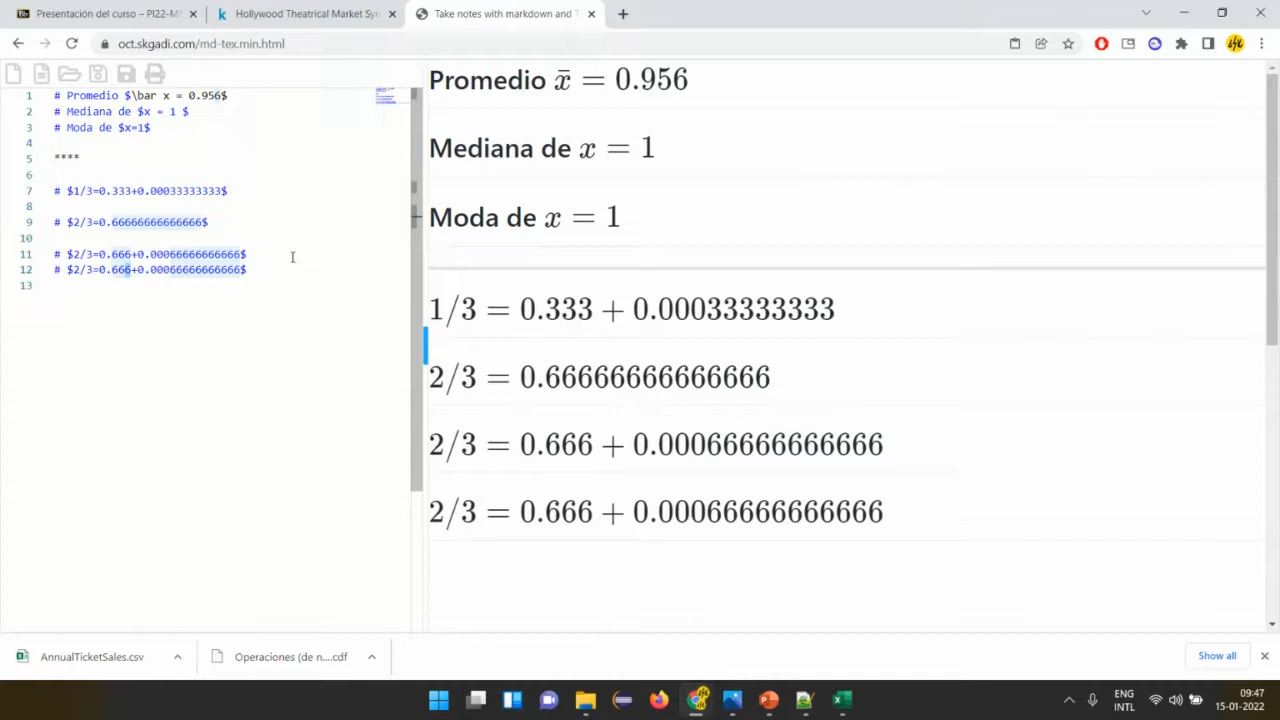 Presentación del curso – PI22-MI
Hollywood Theatrical Market Syn
Take notes with markdown and T
oct.skgadi.com/md-tex.min.html
1 # Promedio $\bar x = 0.956$
2 # Mediana de $x = 1 $
3 # Moda de $x=1$
4
5 ****
6
7 # $1/3=0.333+0.00033333333$
8
9 # $2/3=0.66666666666666$
10
11 # $2/3=0.666+0.00066666666666$
12 # $2/3=0.666+0.00066666666666$
13
Promedio x̄ = 0.956
Mediana de x = 1
Moda de x = 1
1/3 = 0.333 + 0.00033333333
2/3 = 0.66666666666666
2/3 = 0.666 + 0.00066666666666
2/3 = 0.666 + 0.00066666666666
AnnualTicketSales.csv
Operaciones (de n....cdf
Show all
ENG
INTL
09:47
15-01-2022